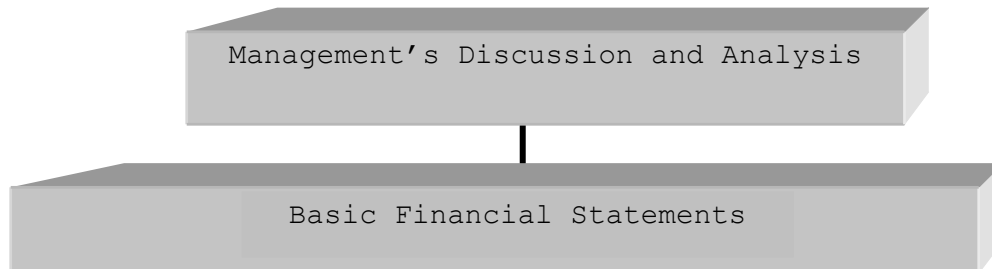 Management’s Discussion and Analysis
Basic Financial Statements